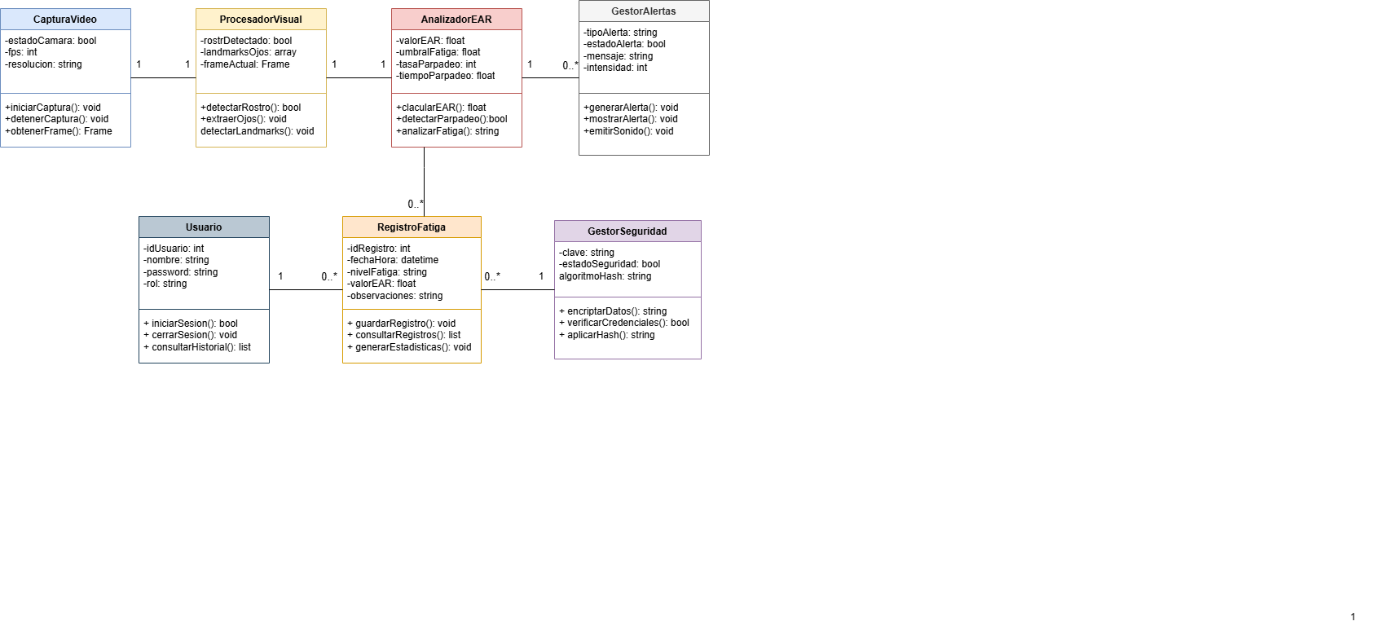 CapturaVideo
-estadoCamara: bool
-fps: int
-resolucion: string
+iniciarCaptura(): void
+detenerCaptura(): void
+obtenerFrame(): Frame
1
1
ProcesadorVisual
-rostrDetectado: bool
-landmarksOjos: array
-frameActual: Frame
+detectarRostro(): bool
+extraerOjos(): void
detectarLandmarks(): void
1
1
AnalizadorEAR
-valorEAR: float
-umbralFatiga: float
-tasaParpadeo: int
-tiempoParpadeo: float
+clacularEAR(): float
+detectarParpadeo():bool
+analizarFatiga(): string
1
0..*
GestorAlertas
-tipoAlerta: string
-estadoAlerta: bool
-mensaje: string
-intensidad: int
+generarAlerta(): void
+mostrarAlerta(): void
+emitirSonido(): void
0..*
Usuario
-idUsuario: int
-nombre: string
-password: string
-rol: string
+ iniciarSesion(): bool
+ cerrarSesion(): void
+ consultarHistorial(): list
1
0..*
RegistroFatiga
-idRegistro: int
-fechaHora: datetime
-nivelFatiga: string
-valorEAR: float
-observaciones: string
+ guardarRegistro(): void
+ consultarRegistros(): list
+ generarEstadisticas(): void
0..*
1
GestorSeguridad
-clave: string
-estadoSeguridad: bool
algoritmoHash: string
+ encriptarDatos(): string
+ verificarCredenciales(): bool
+ aplicarHash(): string
1